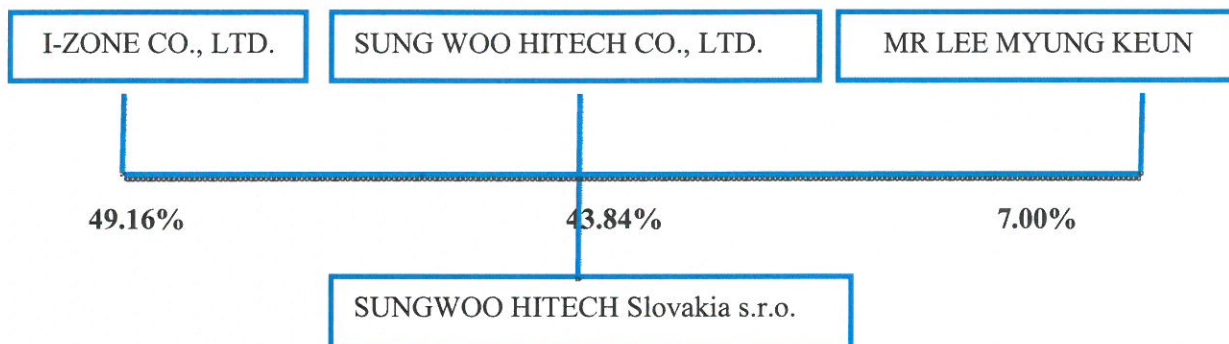 I-ZONE CO., LTD.
SUNG WOO HITECH CO., LTD.
MR LEE MYUNG KEUN
49.16%
43.84%
7.00%
SUNGWOO HITECH Slovakia s.r.o.